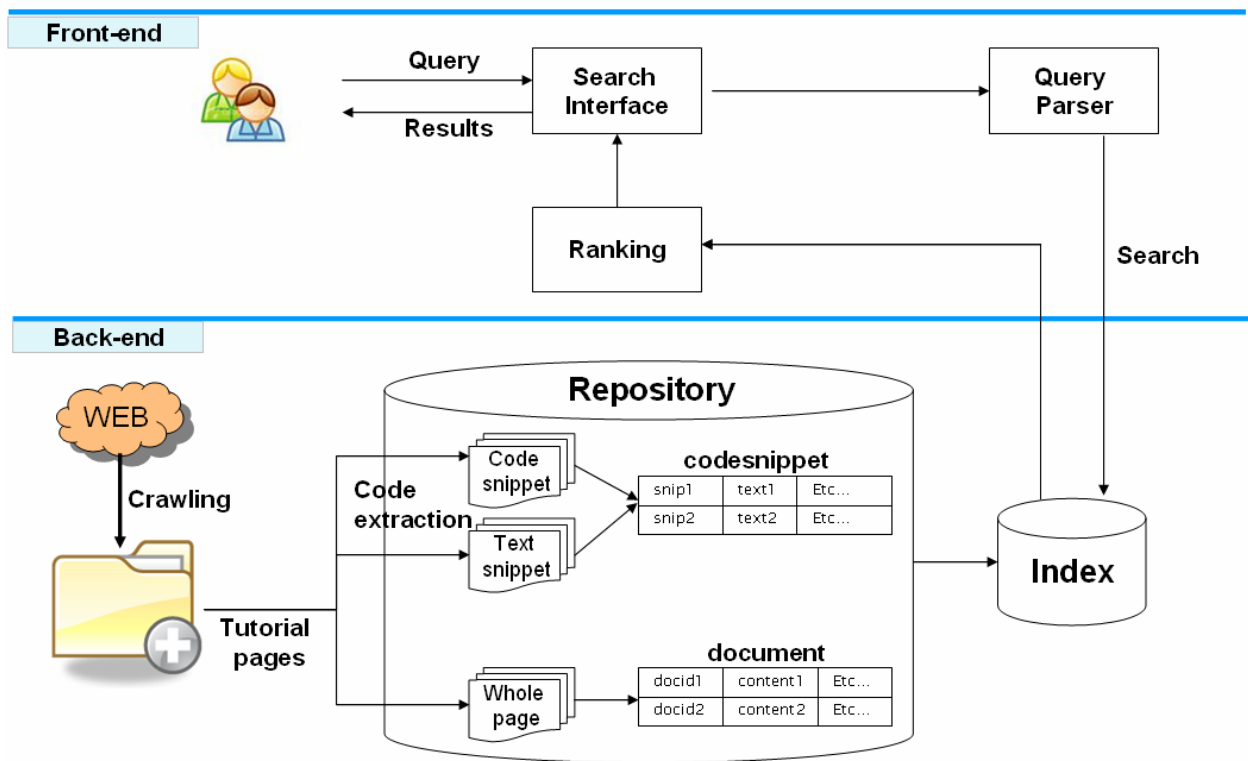 Front-end
Query
Results
Search
Interface
Query
Parser
Ranking
Search
Back-end
WEB
Crawling
Tutorial
pages
Repository
Code
extraction
Code
snippet
Text
snippet
Whole
page
codesnippet
snip1 text1 Etc...
snip2 text2 Etc...
document
docid1 content1 Etc...
docid2 content2 Etc...
Index